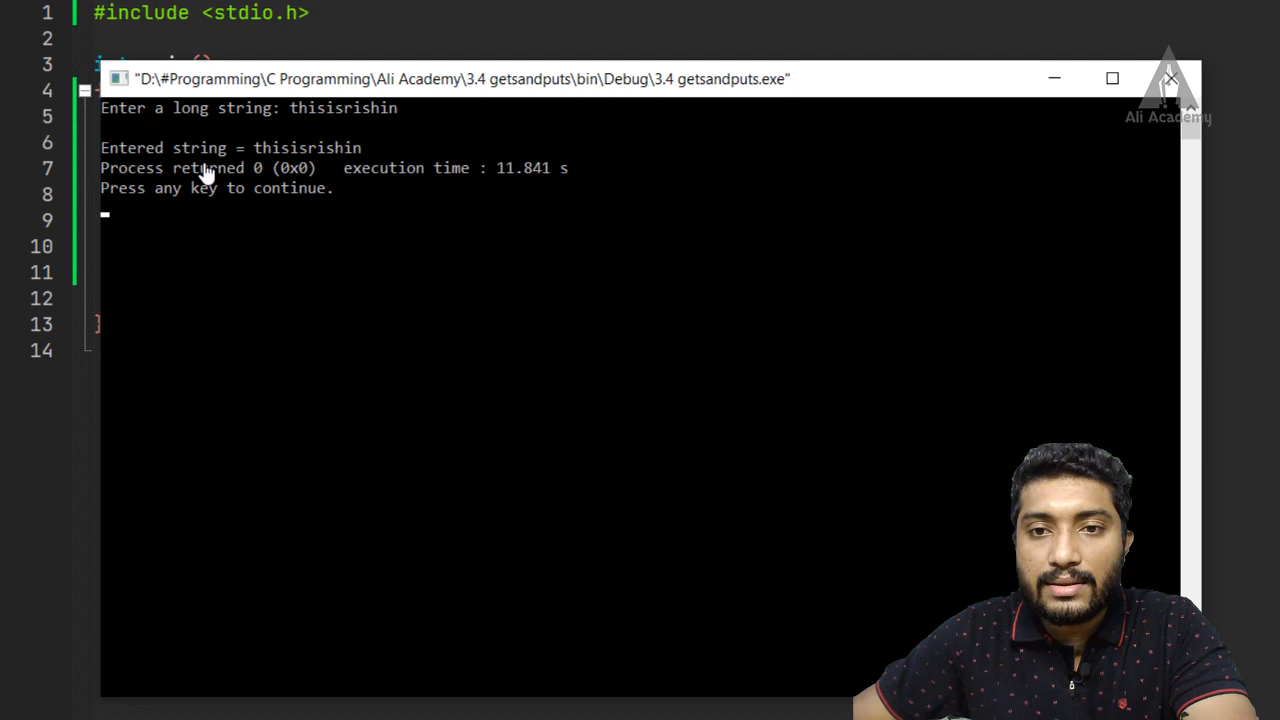 1 #include <stdio.h>
2
3
4
5
6
7
8
9
10
11
12
13 }
14
"D:\#Programming\C Programming\Ali Academy\3.4 getsandputs\bin\Debug\3.4 getsandputs.exe"
Ali Academy
Enter a long string: thisisrishin
Entered string = thisisrishin
Process returned 0 (0x0)   execution time : 11.841 s
Press any key to continue.